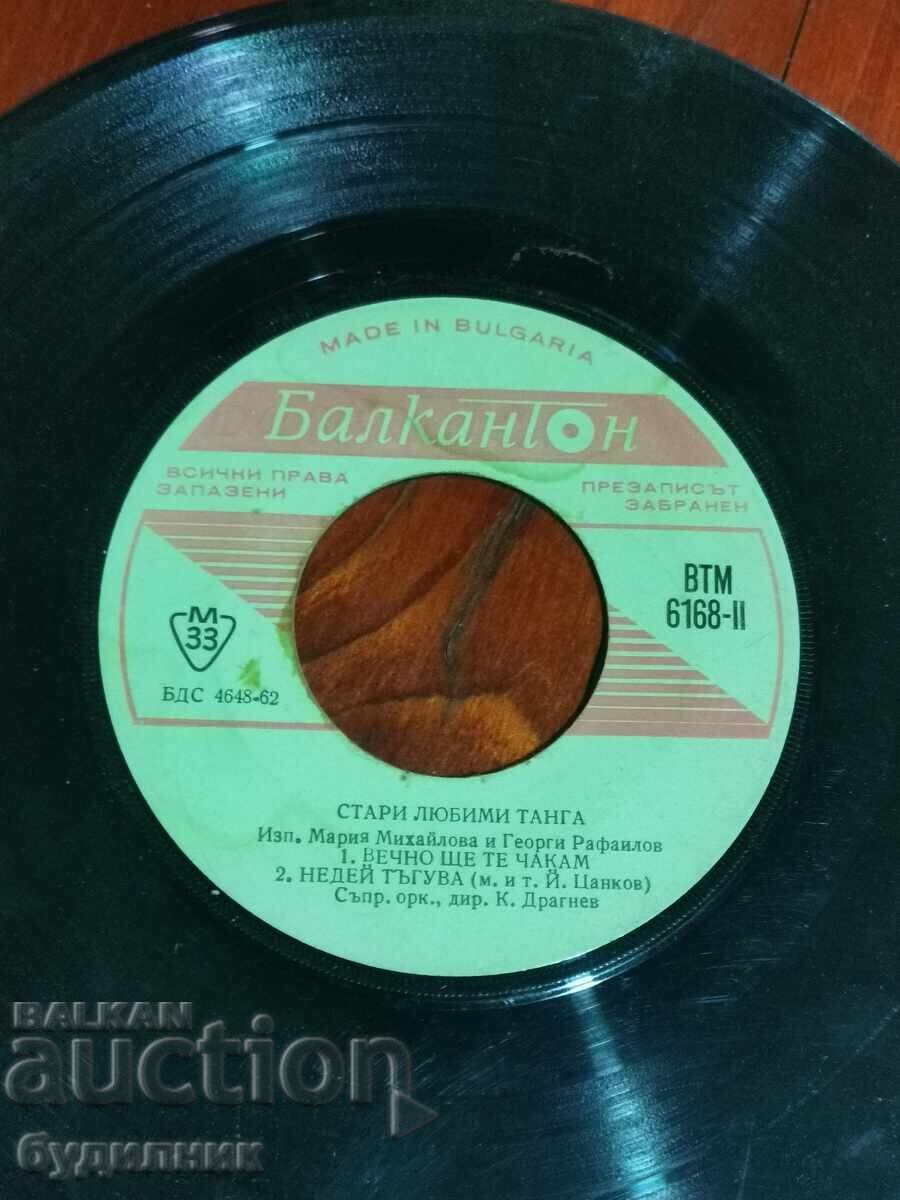 MADE IN BULGARIA
Балкантон
ВСИЧКИ ПРАВА
ЗАПАЗЕНИ
ПРЕЗАПИСЪТ
ЗАБРАНЕН
ВТМ
6168-II
М
33
БДС 4648-62
СТАРИ ЛЮБИМИ ТАНГА
Изп. Мария Михайлова и Георги Рафаилов
1. ВЕЧНО ЩЕ ТЕ ЧАКАМ
2. НЕДЕЙ ТЪГУВА (м. и т. Й. Цанков)
Съпр. орк., дир. К. Драгнев
BALKAN
auction
будилник